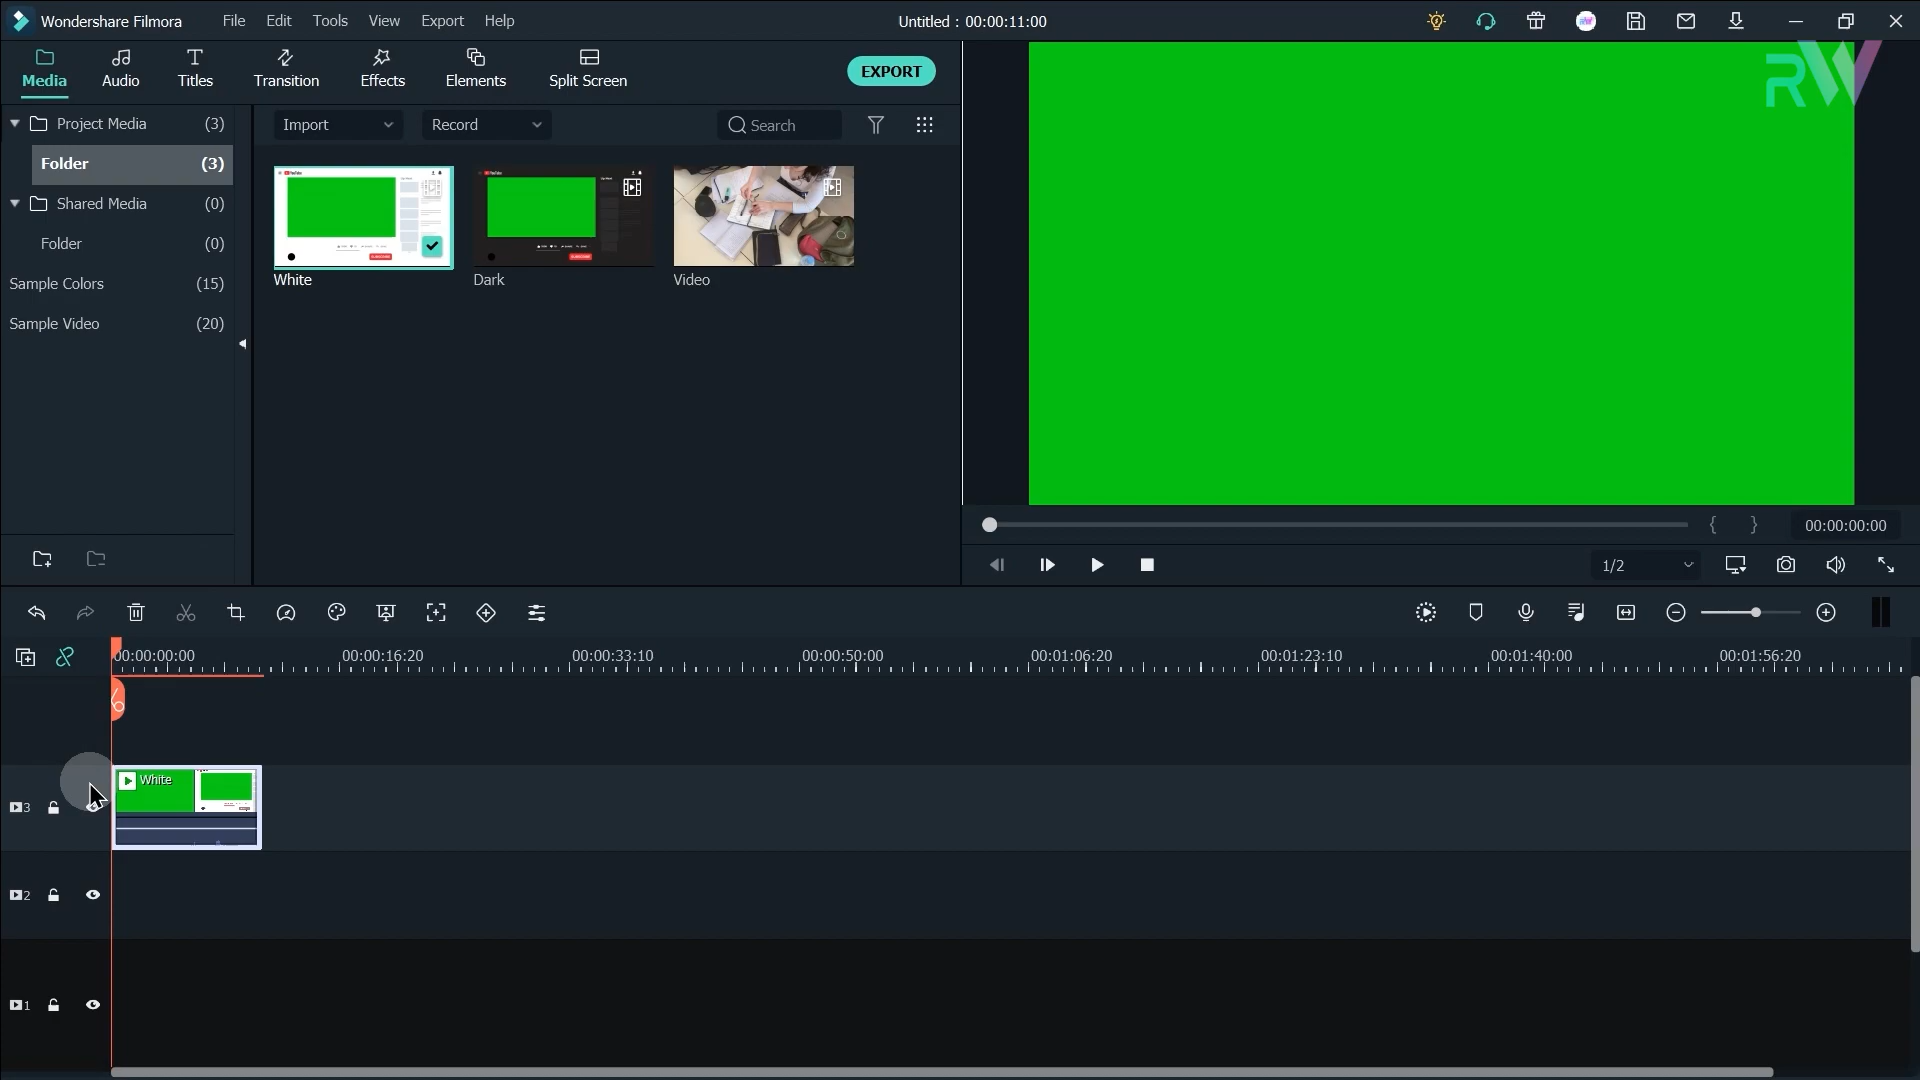 Wondershare Filmora File Edit Tools View Export Help Untitled : 00:00:11:00
Media Audio Titles Transition Effects Elements Split Screen EXPORT
RW
Project Media (3)
Folder (3)
Shared Media (0)
Folder (0)
Sample Colors (15)
Sample Video (20)
Import Record Search
White Dark Video
00:00:00:00
1/2
00:00:00:00 00:00:16:20 00:00:33:10 00:00:50:00 00:01:06:20 00:01:23:10 00:01:40:00 00:01:56:20
White
3
2
1